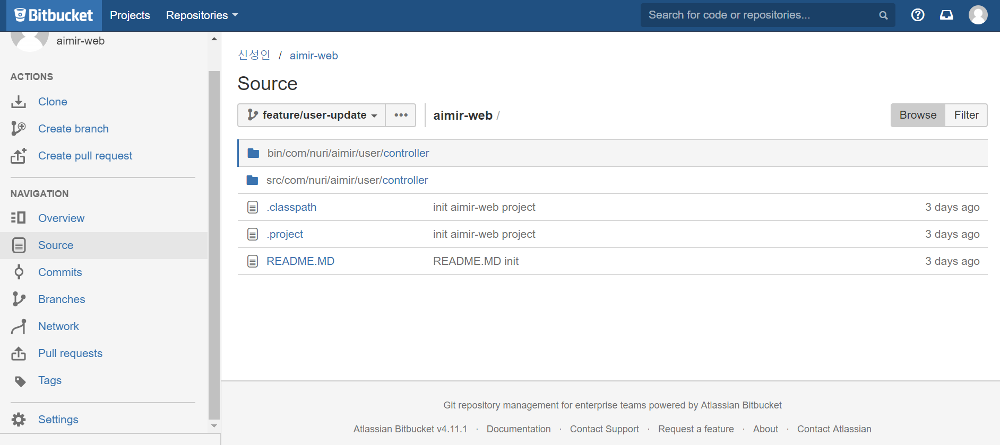 Bitbucket Projects Repositories Search for code or repositories...
aimir-web
ACTIONS
Clone
Create branch
Create pull request
NAVIGATION
Overview
Source
Commits
Branches
Network
Pull requests
Tags
Settings
신성인 / aimir-web
Source
feature/user-update ••• aimir-web / Browse Filter
bin/com/nuri/aimir/user/controller
src/com/nuri/aimir/user/controller
.classpath init aimir-web project 3 days ago
.project init aimir-web project 3 days ago
README.MD README.MD init 3 days ago
Git repository management for enterprise teams powered by Atlassian Bitbucket
Atlassian Bitbucket v4.11.1 · Documentation · Contact Support · Request a feature · About · Contact Atlassian